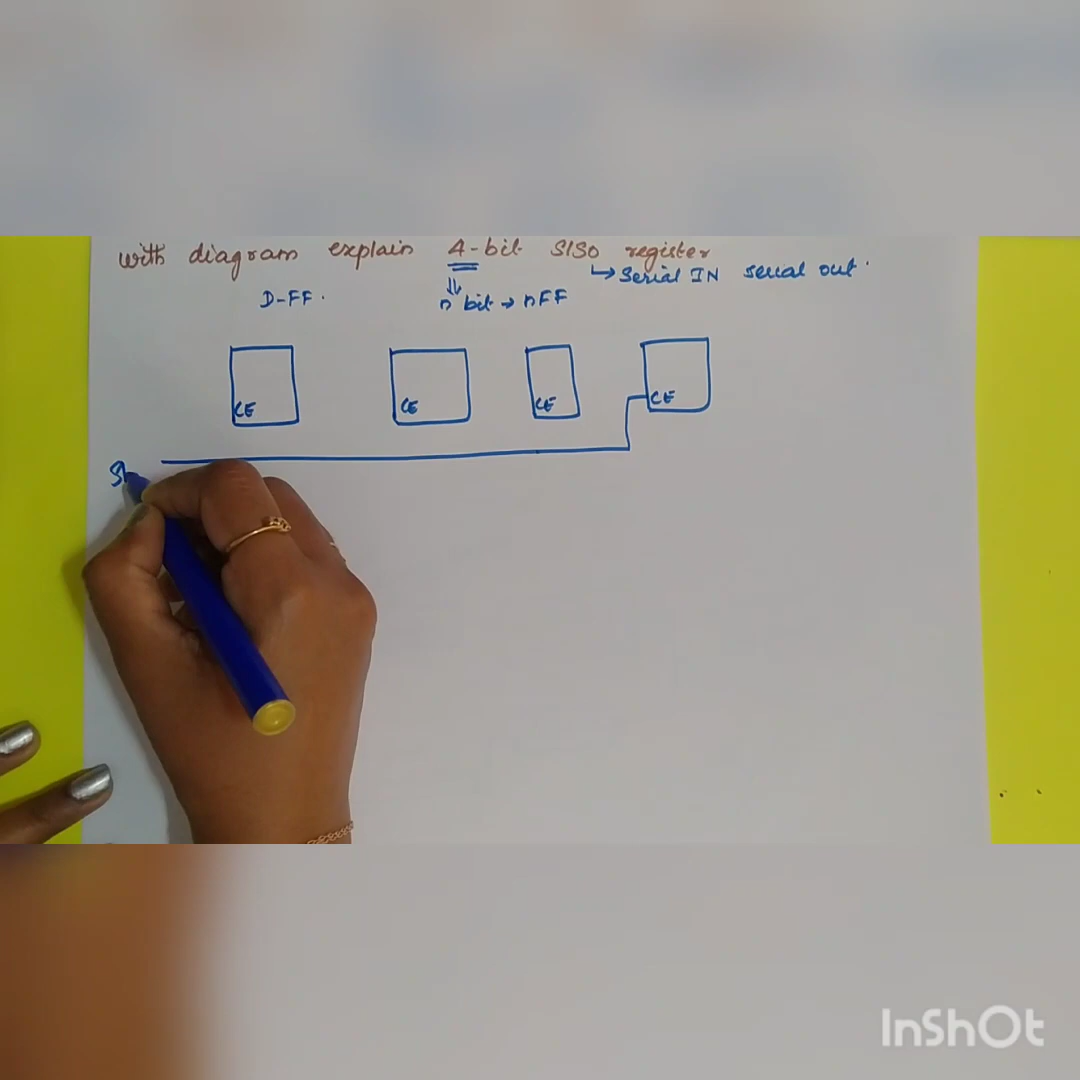 with diagram explain 4-bit SISO register
↳ Serial IN serial out.
D-FF.
n bit → nFF
CE CE CE CE
Sh
InShOt